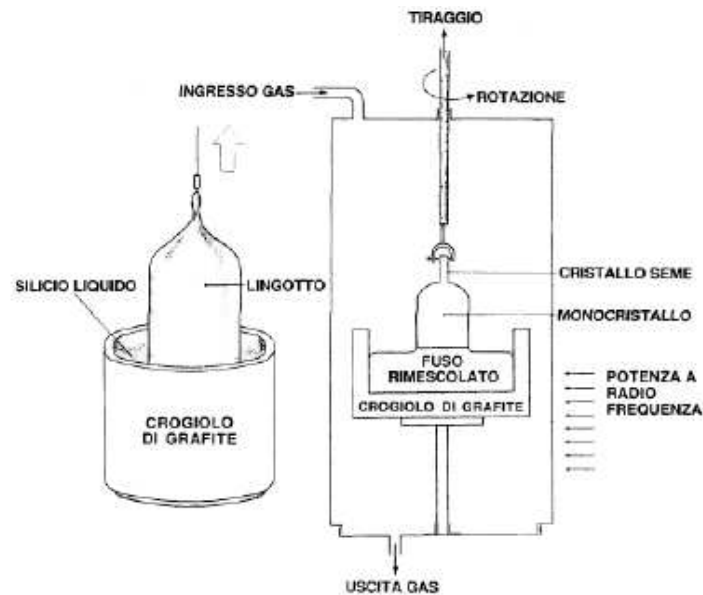 TIRAGGIO
INGRESSO GAS
ROTAZIONE
SILICIO LIQUIDO
LINGOTTO
CROGIOLO
DI GRAFITE
CRISTALLO SEME
MONOCRISTALLO
FUSO
RIMESCOLATO
CROGIOLO DI GRAFITE
POTENZA A
RADIO
FREQUENZA
USCITA GAS